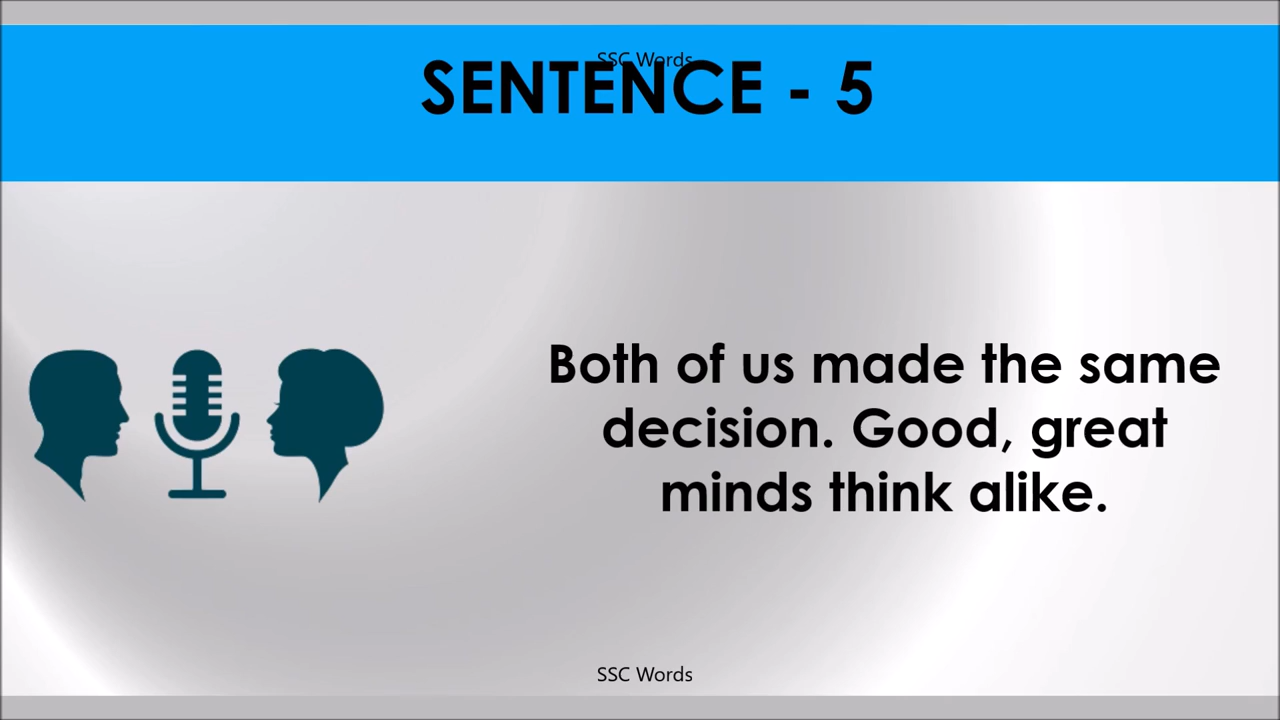 SSC Words
SENTENCE - 5
Both of us made the same
decision. Good, great
minds think alike.
SSC Words